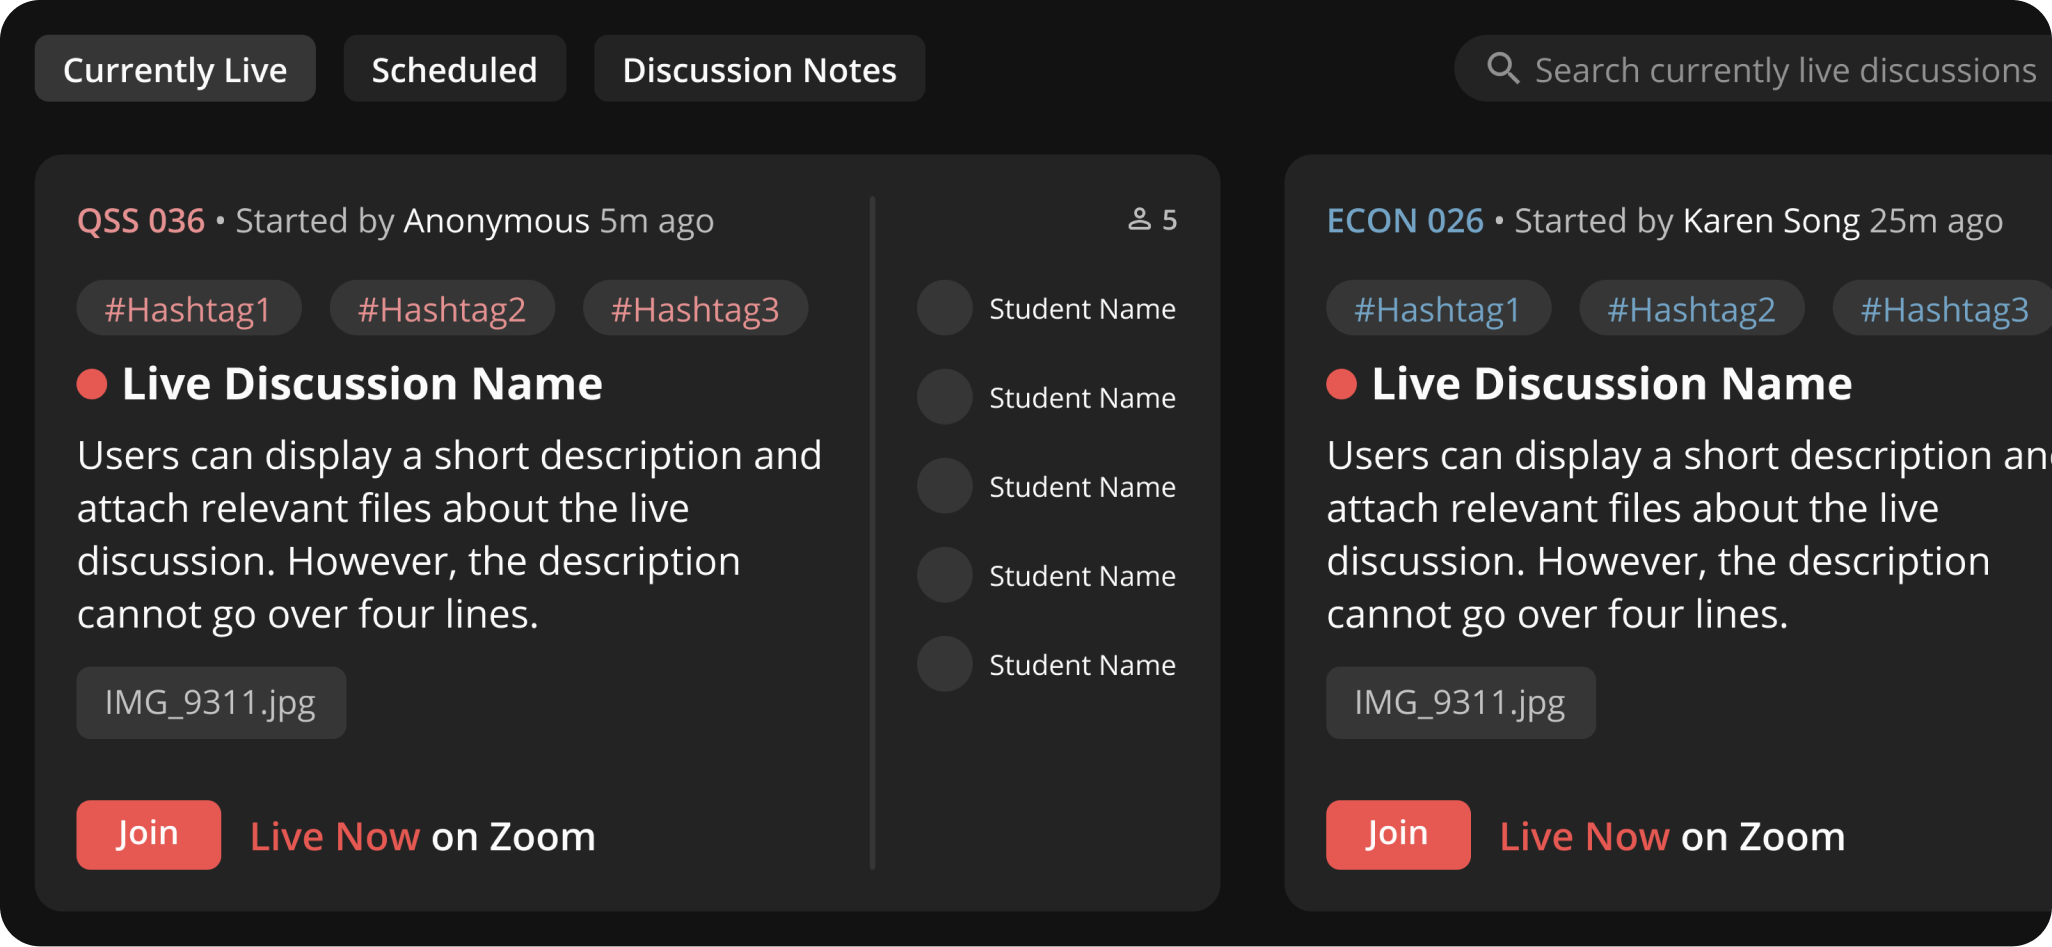 Currently Live
Scheduled
Discussion Notes
Search currently live discussions
QSS 036 • Started by Anonymous 5m ago
#Hashtag1 #Hashtag2 #Hashtag3
Live Discussion Name
Users can display a short description and
attach relevant files about the live
discussion. However, the description
cannot go over four lines.
IMG_9311.jpg
Join Live Now on Zoom
5
Student Name
Student Name
Student Name
Student Name
Student Name
ECON 026 • Started by Karen Song 25m ago
#Hashtag1 #Hashtag2 #Hashtag3
Live Discussion Name
Users can display a short description an
attach relevant files about the live
discussion. However, the description
cannot go over four lines.
IMG_9311.jpg
Join Live Now on Zoom